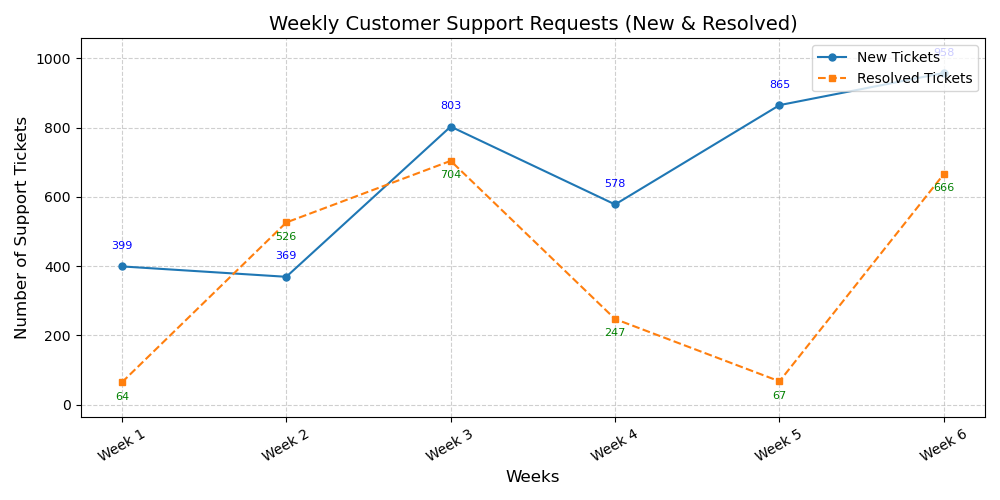 Weekly Customer Support Requests (New & Resolved)
1000
800
600
400
200
0
Number of Support Tickets
399
369
803
578
865
958
64
526
704
247
67
666
New Tickets
Resolved Tickets
Week 1
Week 2
Week 3
Week 4
Week 5
Week 6
Weeks